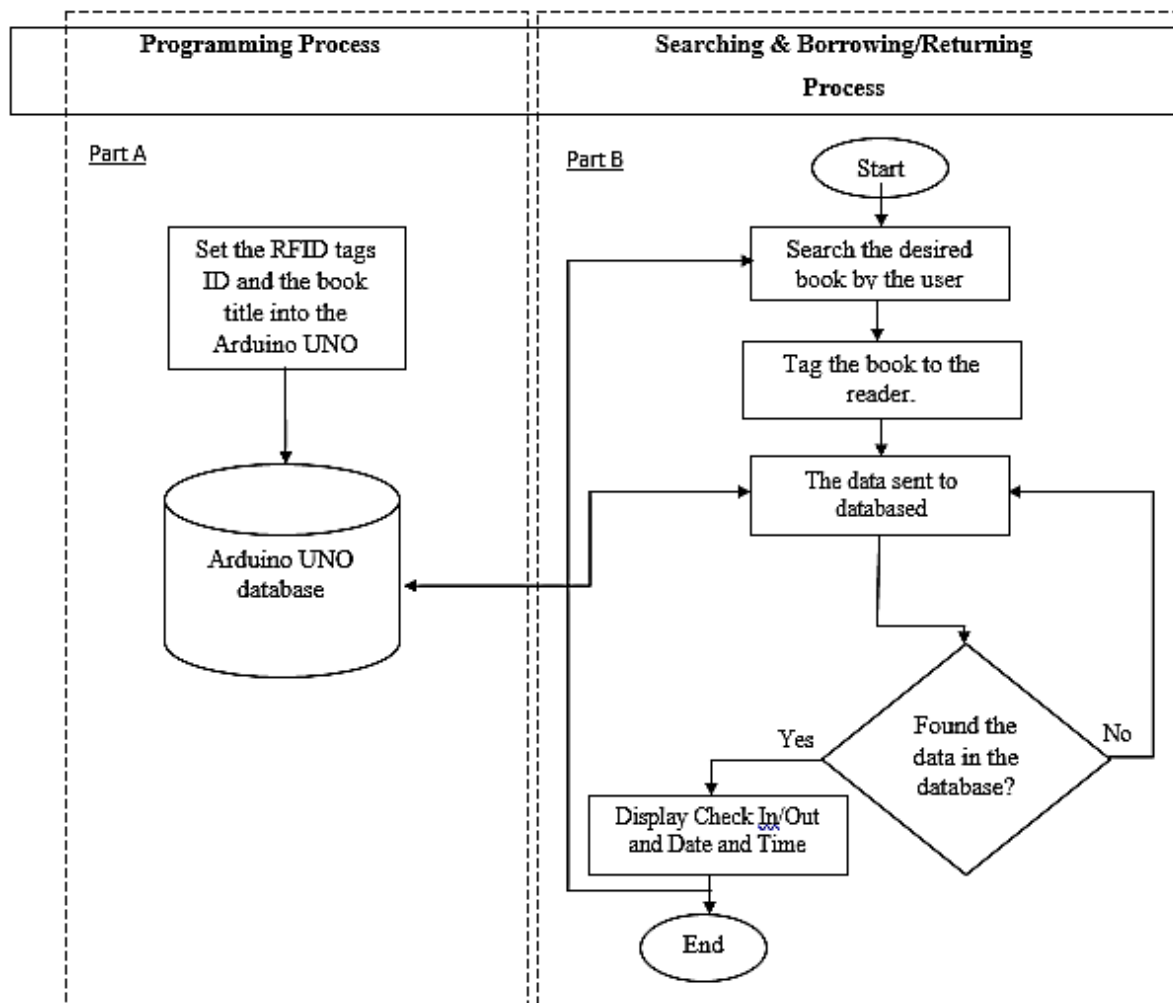 Programming Process
Searching & Borrowing/Returning
Process
Part A
Set the RFID tags
ID and the book
title into the
Arduino UNO
Arduino UNO
database
Part B
Start
Search the desired
book by the user
Tag the book to the
reader.
The data sent to
databased
Found the
data in the
database?
Yes
No
Display Check In/Out
and Date and Time
End